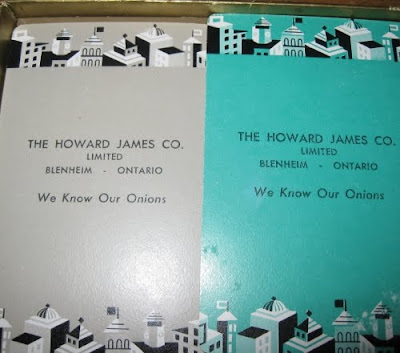 THE HOWARD JAMES CO.
LIMITED
BLENHEIM - ONTARIO
We Know Our Onions
THE HOWARD JAMES CO.
LIMITED
BLENHEIM - ONTARIO
We Know Our Onions